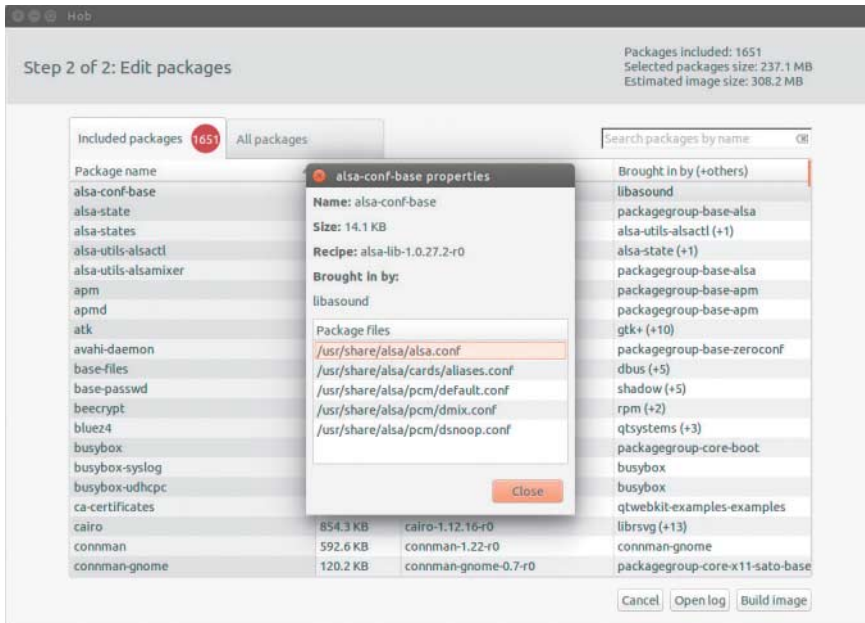 Hob
Step 2 of 2: Edit packages
Packages included: 1651
Selected packages size: 237.1 MB
Estimated image size: 308.2 MB
Included packages 1651 All packages
Search packages by name
Package name Brought in by (+others)
alsa-conf-base libasound
alsa-state packagegroup-base-alsa
alsa-states alsa-utils-alsactl (+1)
alsa-utils-alsactl alsa-state (+1)
alsa-utils-alsamixer packagegroup-base-alsa
apm packagegroup-base-apm
apmd packagegroup-base-apm
atk gtk+ (+10)
avahi-daemon packagegroup-base-zeroconf
base-files dbus (+5)
base-passwd shadow (+5)
beecrypt rpm (+2)
bluez4 qtsystems (+3)
busybox packagegroup-core-boot
busybox-syslog busybox
busybox-udhcpc busybox
ca-certificates qtwebkit-examples-examples
cairo 854.3 KB cairo-1.12.16-r0 librsvg (+13)
connman 592.6 KB connman-1.22-r0 connman-gnome
connman-gnome 120.2 KB connman-gnome-0.7-r0 packagegroup-core-x11-sato-base
alsa-conf-base properties
Name: alsa-conf-base
Size: 14.1 KB
Recipe: alsa-lib-1.0.27.2-r0
Brought in by:
libasound
Package files
/usr/share/alsa/alsa.conf
/usr/share/alsa/cards/aliases.conf
/usr/share/alsa/pcm/default.conf
/usr/share/alsa/pcm/dmix.conf
/usr/share/alsa/pcm/dsnoop.conf
Close
Cancel Open log Build image